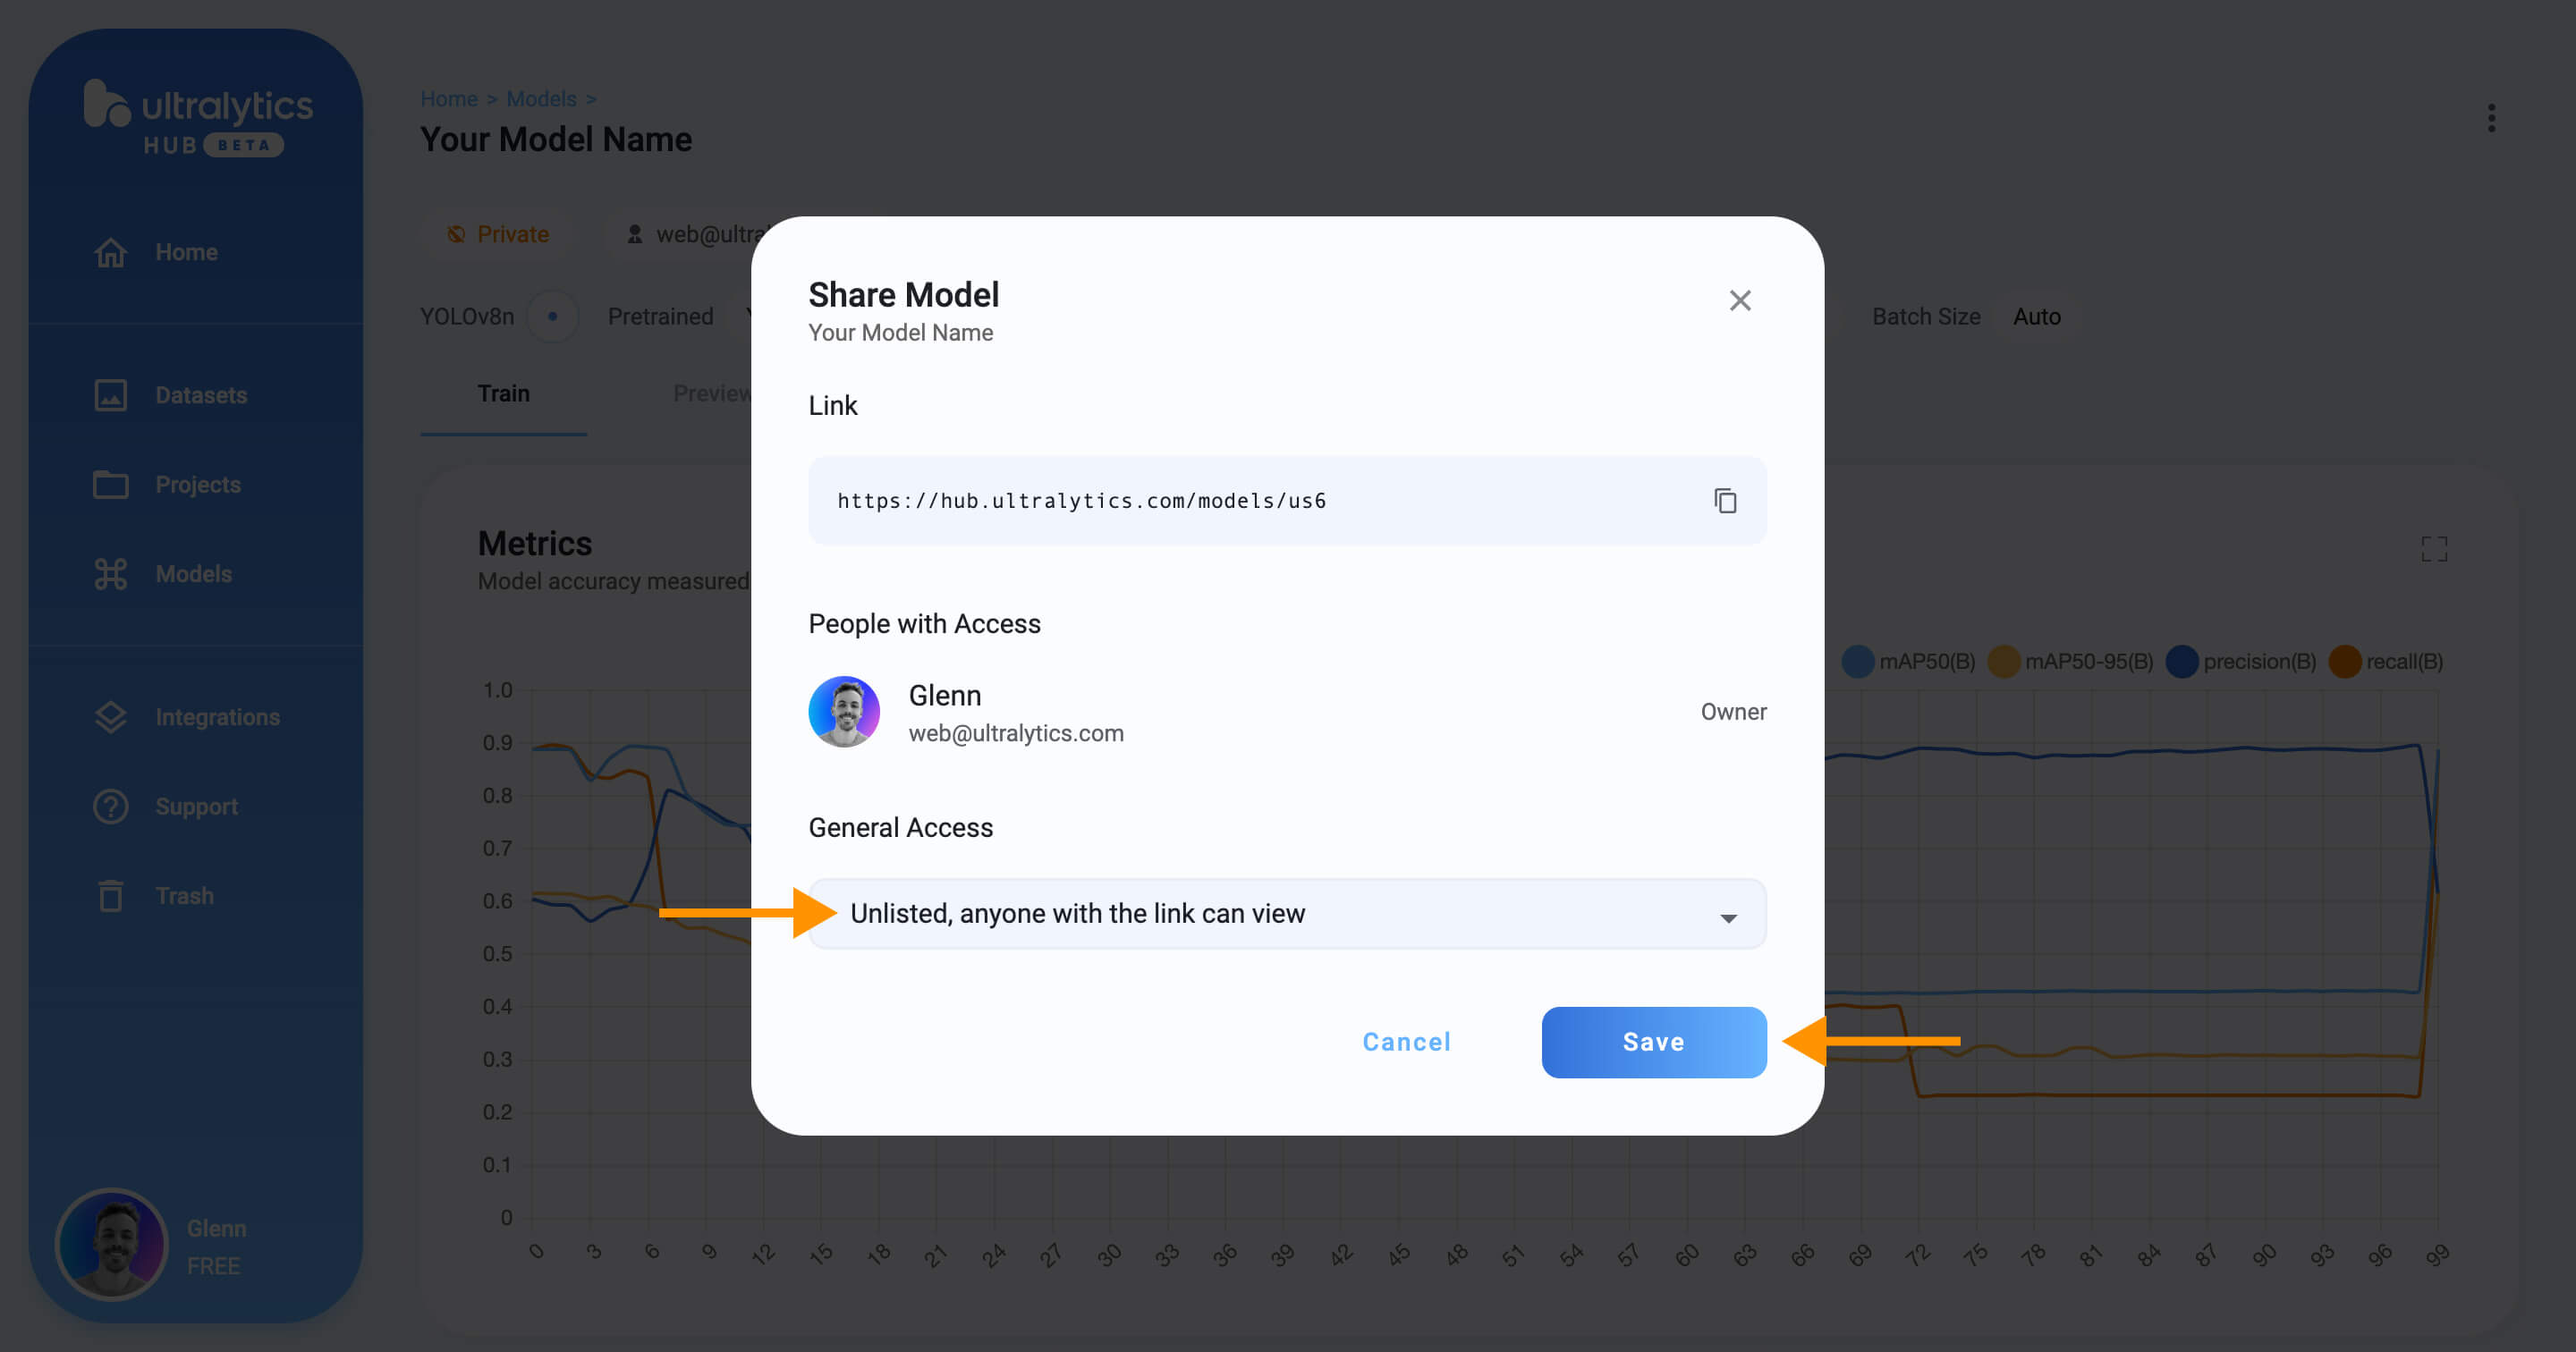 ultralytics
HUB BETA
Home
Datasets
Projects
Models
Integrations
Support
Trash
Glenn
FREE
Home > Models >
Your Model Name
Private
web@ultral
YOLOv8n
Pretrained
Batch Size
Auto
Train
Preview
Metrics
Model accuracy measured
mAP50(B) mAP50-95(B) precision(B) recall(B)
1.0
0.9
0.8
0.7
0.6
0.5
0.4
0.3
0.2
0.1
0
0 3 6 9 12 15 18 21 24 27 30 33 36 39 42 45 48 51 54 57 60 63 66 69 72 75 78 81 84 87 90 93 96 99
Share Model
Your Model Name
Link
https://hub.ultralytics.com/models/us6
People with Access
Glenn
web@ultralytics.com
Owner
General Access
Unlisted, anyone with the link can view
Cancel
Save